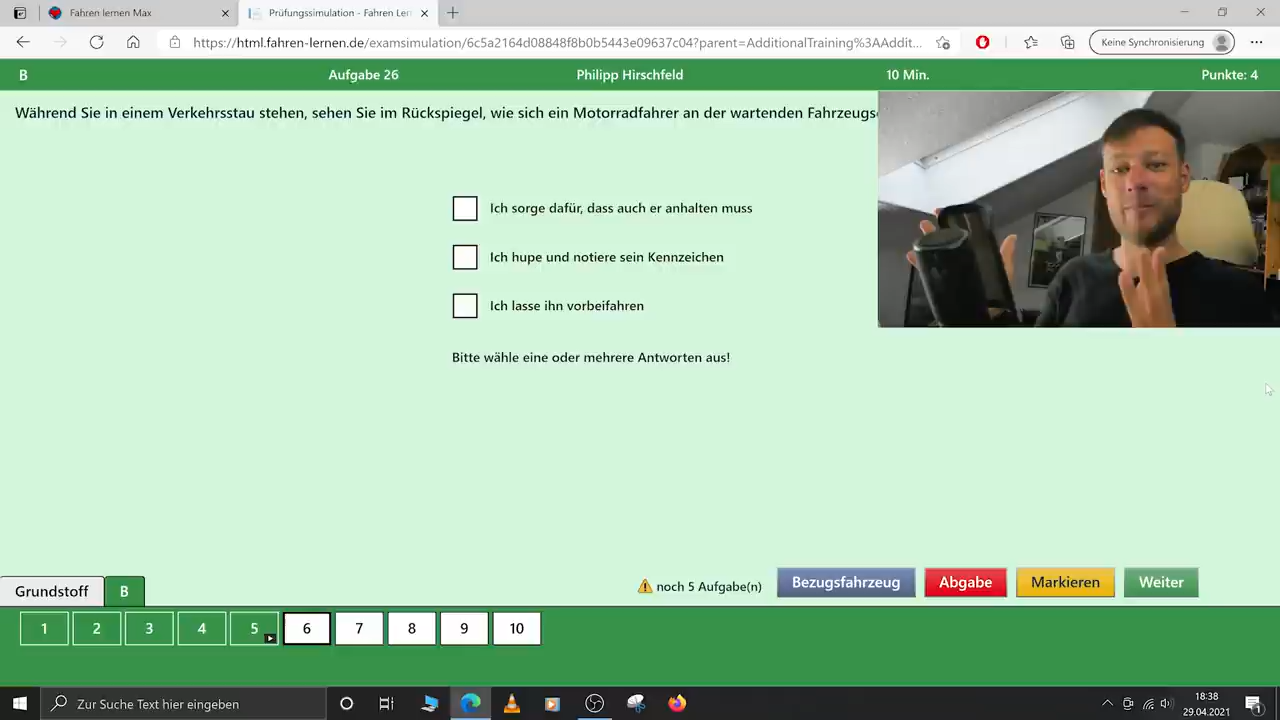 Fahren lernen Max
Prüfungssimulation - Fahren Ler
https://html.fahren-lernen.de/examsimulation/6c5a2164d08848f8b0b5443e09637c04?parent=AdditionalTraining%3AAddit...
Keine Synchronisierung
B
Aufgabe 26
Philipp Hirschfeld
10 Min.
Punkte: 4
Während Sie in einem Verkehrsstau stehen, sehen Sie im Rückspiegel, wie sich ein Motorradfahrer an der wartenden
Ich sorge dafür, dass auch er anhalten muss
Ich hupe und notiere sein Kennzeichen
Ich lasse ihn vorbeifahren
Bitte wähle eine oder mehrere Antworten aus!
Grundstoff
B
noch 5 Aufgabe(n)
Bezugsfahrzeug
Abgabe
Markieren
Weiter
1 2 3 4 5 6 7 8 9 10
Zur Suche Text hier eingeben
18:38
29.04.2021